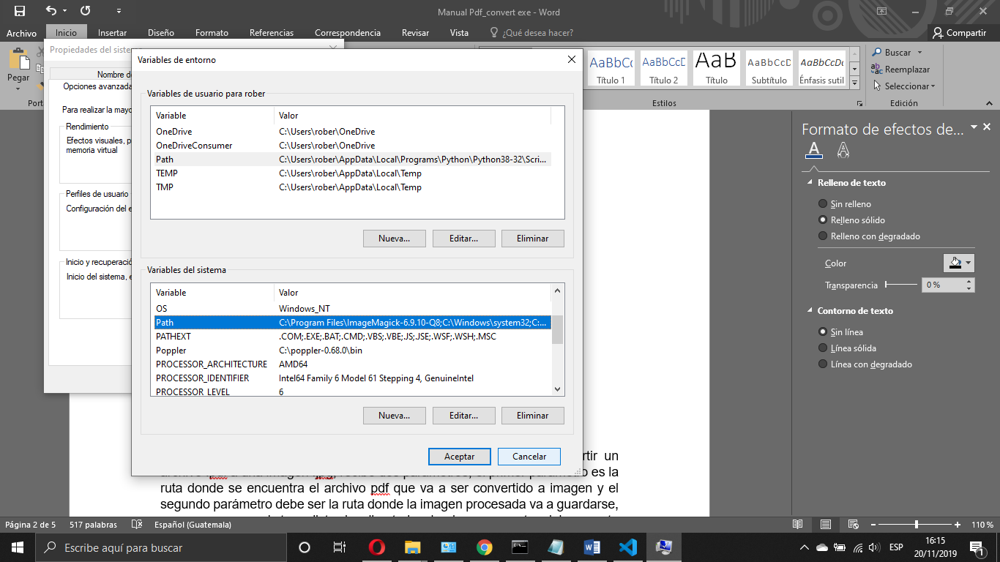 Manual Pdf_convert exe - Word
Archivo Inicio Insertar Diseño Formato Referencias Correspondencia Revisar Vista ¿Qué desea hacer? Compartir
Propiedades del
Variables de entorno
Pegar
Nombre d
Opciones avanzada
Para realizar la mayo
Rendimiento
Efectos visuales, p
memoria virtual
Perfiles de usuario
Configuración del e
Inicio y recuperació
Inicio del sistema, e
Variables de usuario para rober
Variable Valor
OneDrive C:\Users\rober\OneDrive
OneDriveConsumer C:\Users\rober\OneDrive
Path C:\Users\rober\AppData\Local\Programs\Python\Python38-32\Scri...
TEMP C:\Users\rober\AppData\Local\Temp
TMP C:\Users\rober\AppData\Local\Temp
Nueva... Editar... Eliminar
Variables del sistema
Variable Valor
OS Windows_NT
Path C:\Program Files\ImageMagick-6.9.10-Q8;C:\Windows\system32;C:...
PATHEXT .COM;.EXE;.BAT;.CMD;.VBS;.VBE;.JS;.JSE;.WSF;.WSH;.MSC
Poppler C:\poppler-0.68.0\bin
PROCESSOR_ARCHITECTURE AMD64
PROCESSOR_IDENTIFIER Intel64 Family 6 Model 61 Stepping 4, GenuineIntel
PROCESSOR_LEVEL 6
Nueva... Editar... Eliminar
Aceptar Cancelar
AaBbCc AaBbCcD AaB AaBbCcD AaBbCcDc
Título 1 Título 2 Título Subtítulo Énfasis sutil
Estilos
Buscar
Reemplazar
Seleccionar
Edición
Formato de efectos de...
A A
Relleno de texto
Sin relleno
Relleno sólido
Relleno con degradado
Color
Transparencia 0 %
Contorno de texto
Sin línea
Línea sólida
Línea con degradado
rtir un
es la
ruta donde se encuentra el archivo pdf que va a ser convertido a imagen y el
segundo parámetro debe ser la ruta donde la imagen procesada va a guardarse,
Página 2 de 5 517 palabras Español (Guatemala) 110 %
Escribe aquí para buscar
ESP
16:15
20/11/2019
1